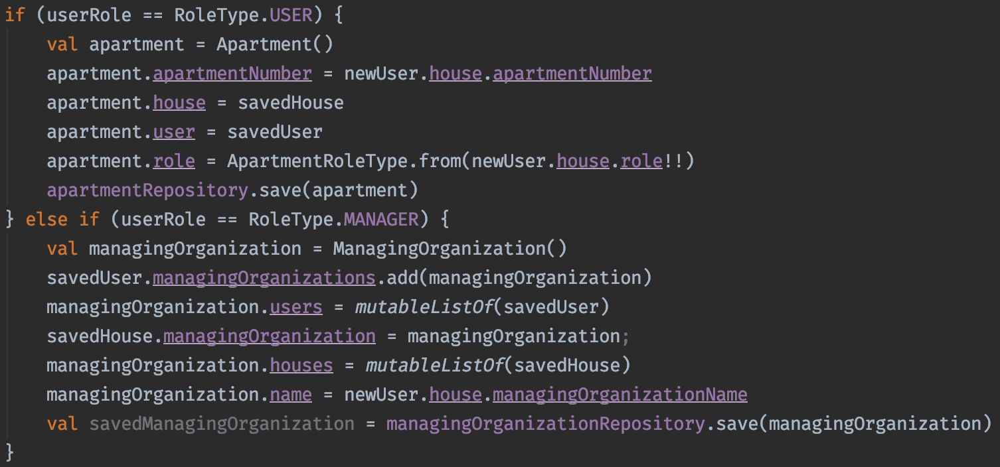 if (userRole == RoleType.USER) {
    val apartment = Apartment()
    apartment.apartmentNumber = newUser.house.apartmentNumber
    apartment.house = savedHouse
    apartment.user = savedUser
    apartment.role = ApartmentRoleType.from(newUser.house.role!!)
    apartmentRepository.save(apartment)
} else if (userRole == RoleType.MANAGER) {
    val managingOrganization = ManagingOrganization()
    savedUser.managingOrganizations.add(managingOrganization)
    managingOrganization.users = mutableListOf(savedUser)
    savedHouse.managingOrganization = managingOrganization;
    managingOrganization.houses = mutableListOf(savedHouse)
    managingOrganization.name = newUser.house.managingOrganizationName
    val savedManagingOrganization = managingOrganizationRepository.save(managingOrganization)
}